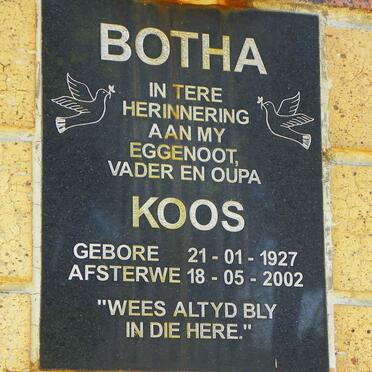 BOTHA
IN TERE
HERINNERING
AAN MY
EGGENOOT,
VADER EN OUPA
KOOS
GEBORE 21 - 01 - 1927
AFSTERWE 18 - 05 - 2002
"WEES ALTYD BLY
IN DIE HERE."